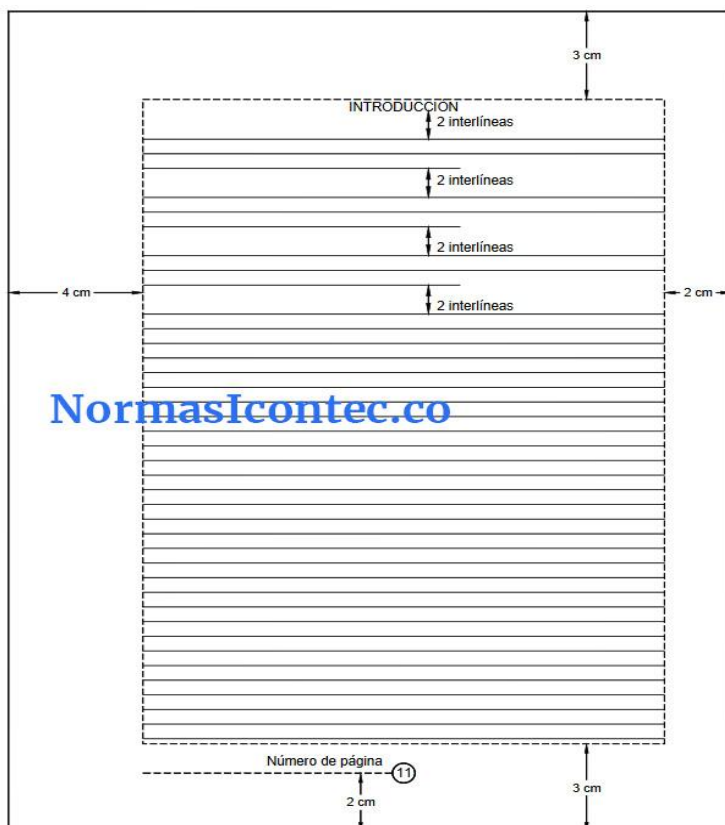 3 cm
INTRODUCCION
2 interlíneas
2 interlíneas
2 interlíneas
4 cm
2 cm
2 interlíneas
NormasIcontec.co
Número de página
11
3 cm
2 cm